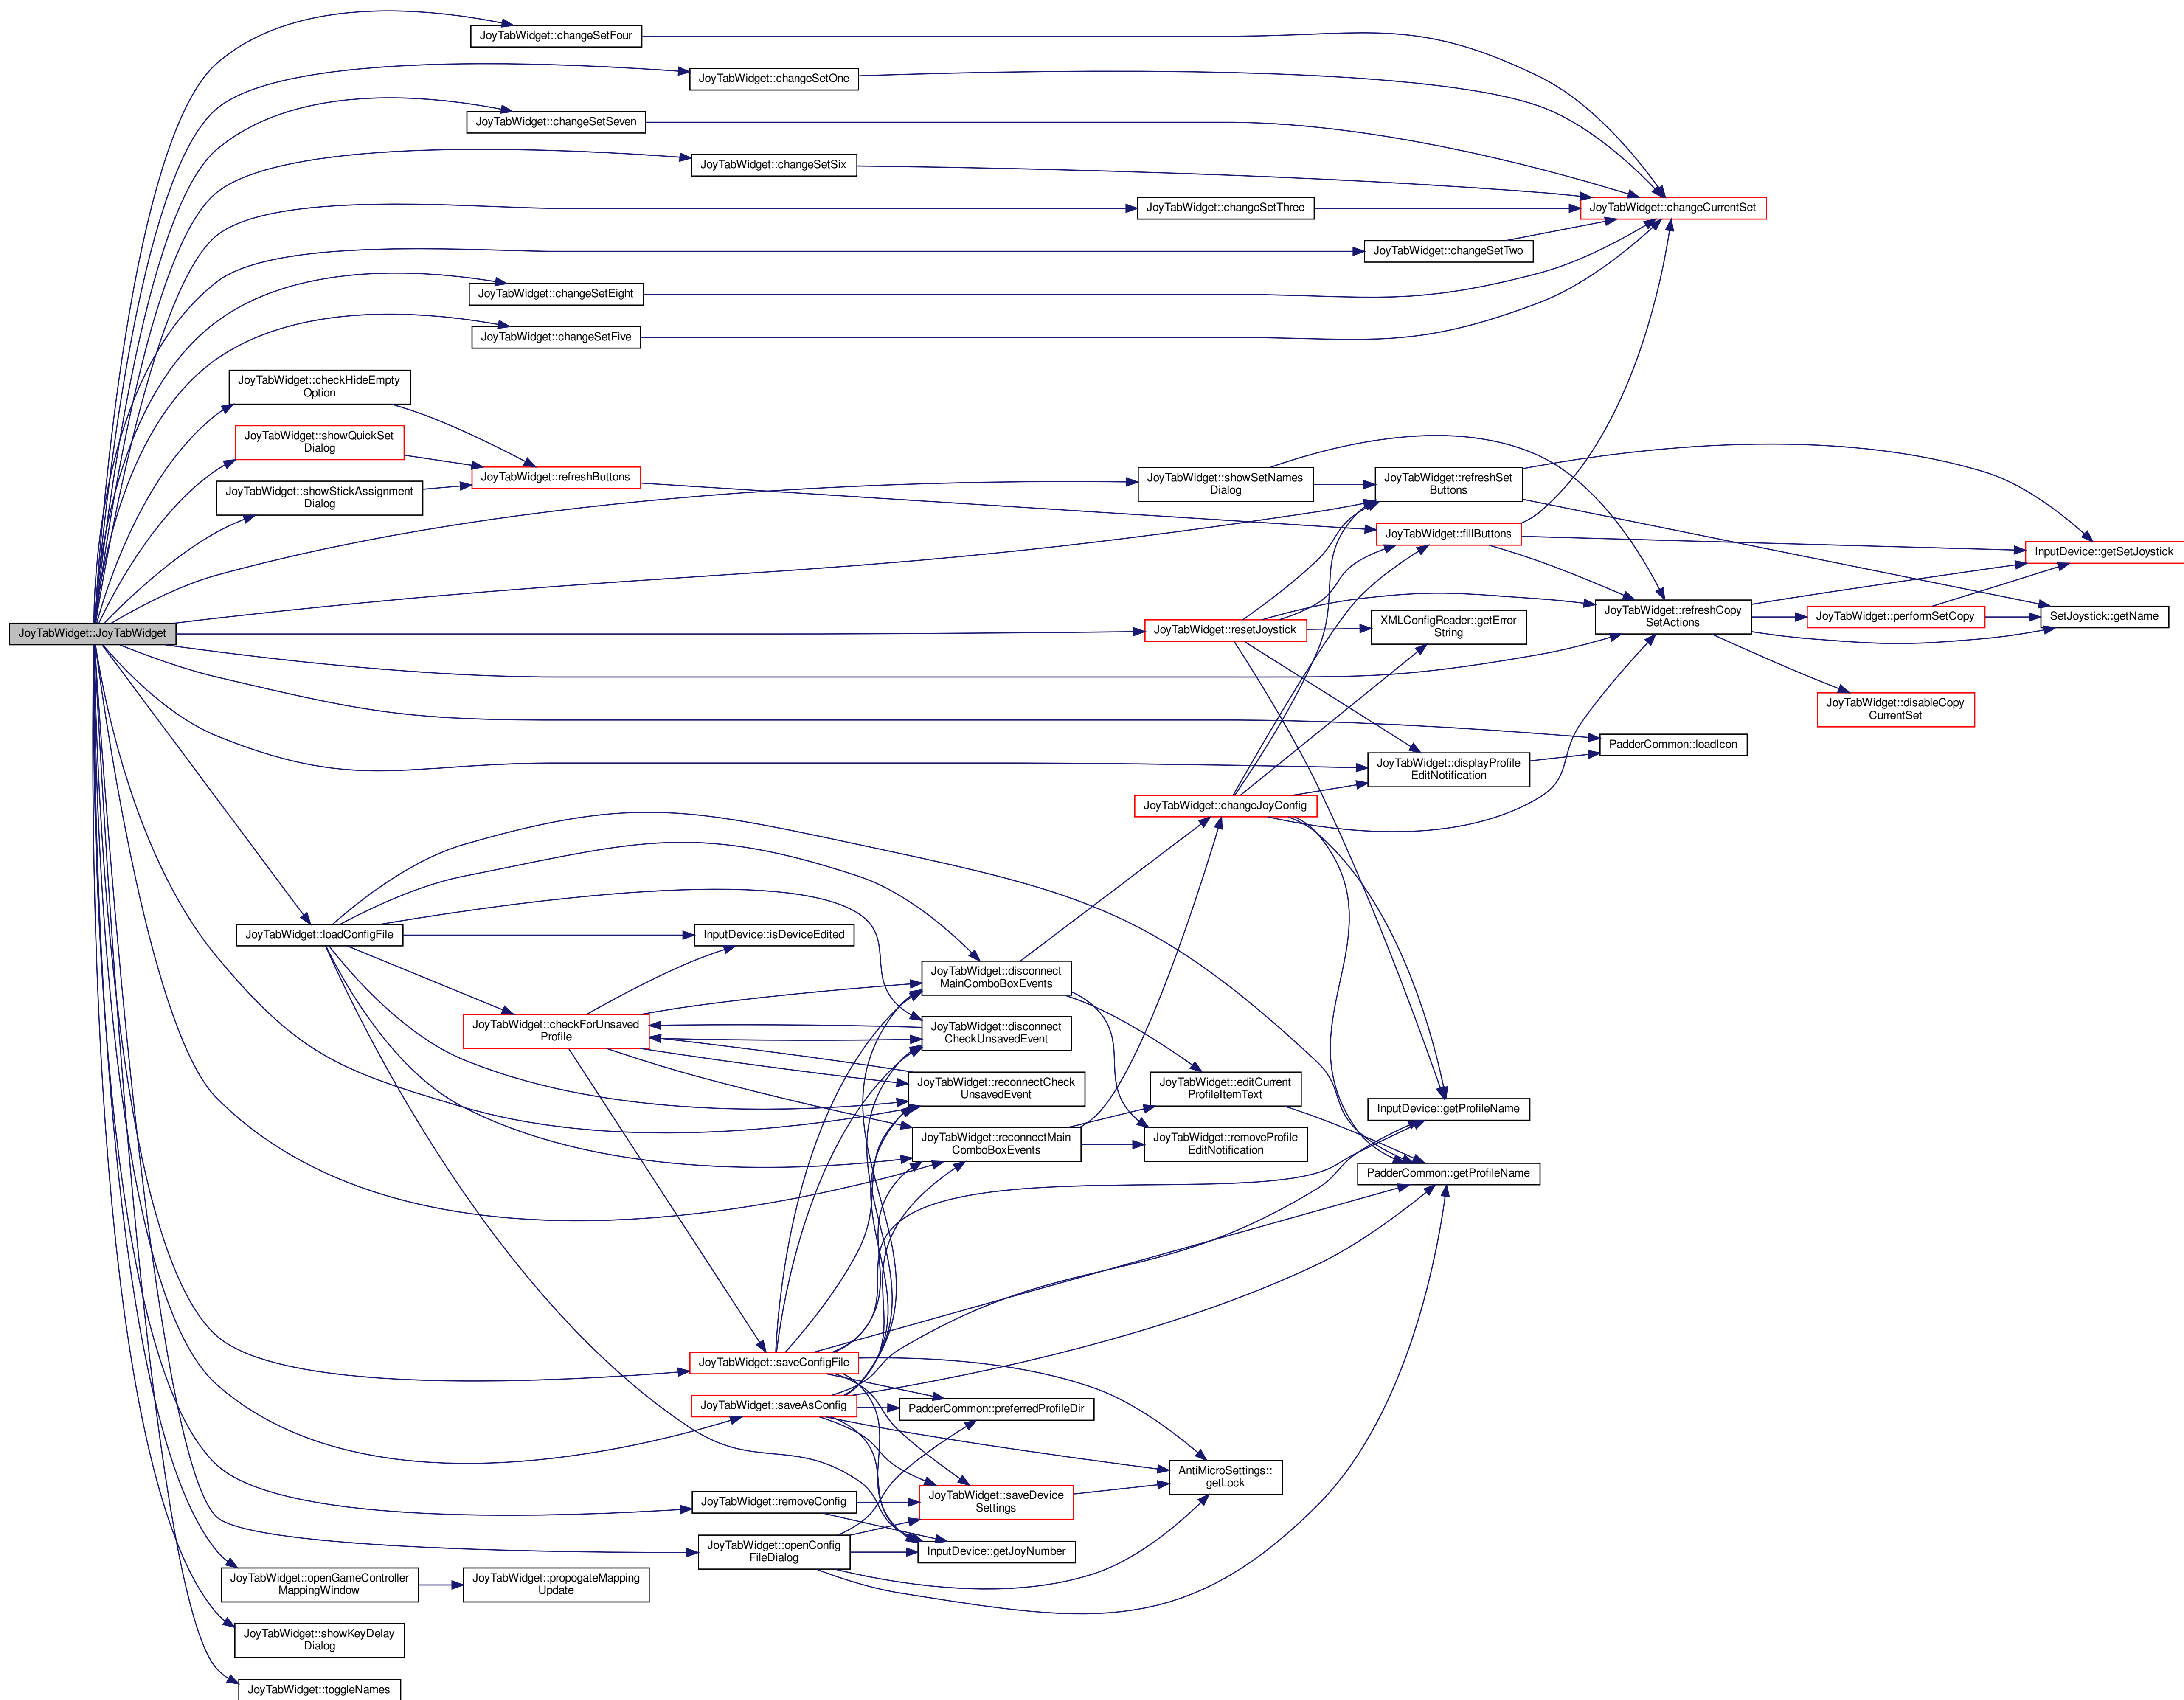 JoyTabWidget::changeSetFour
JoyTabWidget::changeSetOne
JoyTabWidget::changeSetSeven
JoyTabWidget::changeSetSix
JoyTabWidget::changeSetThree
JoyTabWidget::changeCurrentSet
JoyTabWidget::changeSetTwo
JoyTabWidget::changeSetEight
JoyTabWidget::changeSetFive
JoyTabWidget::checkHideEmpty
Option
JoyTabWidget::showQuickSet
Dialog
JoyTabWidget::refreshButtons
JoyTabWidget::showStickAssignment
Dialog
JoyTabWidget::showSetNames
Dialog
JoyTabWidget::refreshSet
Buttons
JoyTabWidget::fillButtons
InputDevice::getSetJoystick
JoyTabWidget::JoyTabWidget
JoyTabWidget::resetJoystick
XMLConfigReader::getError
String
JoyTabWidget::refreshCopy
SetActions
JoyTabWidget::performSetCopy
SetJoystick::getName
JoyTabWidget::disableCopy
CurrentSet
PadderCommon::loadIcon
JoyTabWidget::displayProfile
EditNotification
JoyTabWidget::changeJoyConfig
JoyTabWidget::loadConfigFile
InputDevice::isDeviceEdited
JoyTabWidget::disconnect
MainComboBoxEvents
JoyTabWidget::checkForUnsaved
Profile
JoyTabWidget::disconnect
CheckUnsavedEvent
JoyTabWidget::reconnectCheck
UnsavedEvent
JoyTabWidget::editCurrent
ProfileItemText
InputDevice::getProfileName
JoyTabWidget::reconnectMain
ComboBoxEvents
JoyTabWidget::removeProfile
EditNotification
PadderCommon::getProfileName
JoyTabWidget::saveConfigFile
JoyTabWidget::saveAsConfig
PadderCommon::preferredProfileDir
AntiMicroSettings::
getLock
JoyTabWidget::removeConfig
JoyTabWidget::saveDevice
Settings
JoyTabWidget::openConfig
FileDialog
InputDevice::getJoyNumber
JoyTabWidget::openGameController
MappingWindow
JoyTabWidget::propogateMapping
Update
JoyTabWidget::showKeyDelay
Dialog
JoyTabWidget::toggleNames